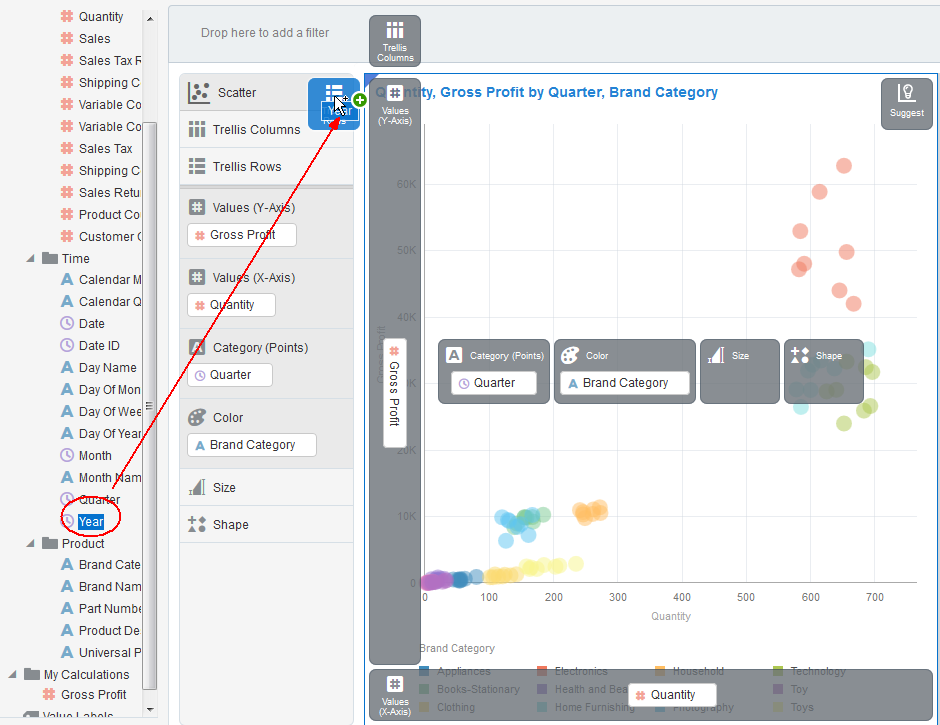 Quantity
Sales
Sales Tax R
Shipping C
Variable Co
Variable Co
Sales Tax
Shipping C
Sales Retu
Product Co
Customer C
Time
Calendar M
Calendar Q
Date
Date ID
Day Name
Day Of Mon
Day Of Wee
Day Of Year
Month
Month Nam
Quarter
Year
Product
Brand Cate
Brand Nam
Part Numbe
Product De
Universal P
My Calculations
Gross Profit
Value Labels
Drop here to add a filter
Trellis
Columns
Scatter
Year
Trellis Columns
Trellis Rows
Values (Y-Axis)
Gross Profit
Values (X-Axis)
Quantity
Category (Points)
Quarter
Color
Brand Category
Size
Shape
Quantity, Gross Profit by Quarter, Brand Category
Values
(Y-Axis)
Suggest
60K
50K
40K
20K
10K
0
Gross Profit
Gross Profit
Category (Points)
Quarter
Color
Brand Category
Size
Shape
0 100 200 300 400 500 600 700
Quantity
Brand Category
Appliances Electronics Household Technology
Books-Stationary Health and Bea Toy
Clothing Home Furnishing Photography Toys
Values
(X-Axis)
Quantity